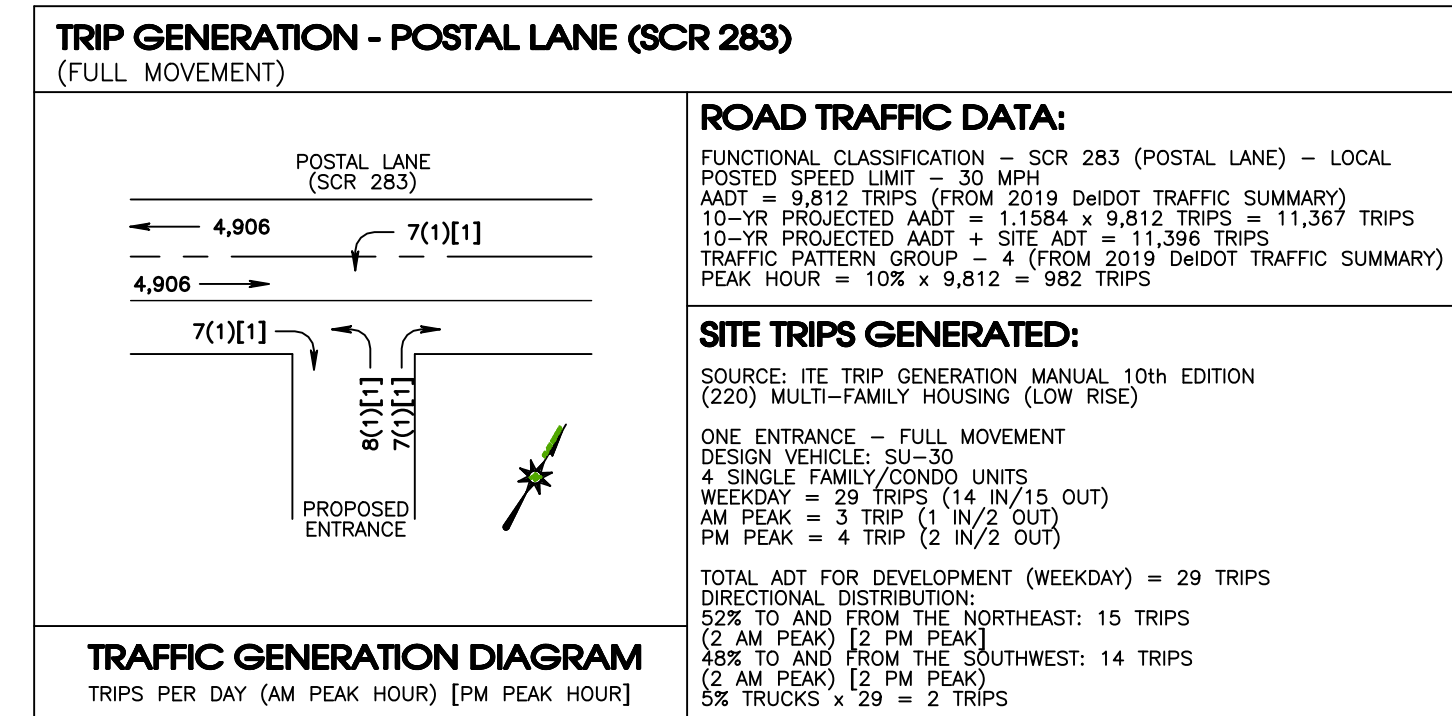 TRIP GENERATION - POSTAL LANE (SCR 283)
(FULL MOVEMENT)
POSTAL LANE
(SCR 283)
4,906
7(1)[1]
4,906
7(1)[1]
8(1)[1]
7(1)[1]
PROPOSED
ENTRANCE
TRAFFIC GENERATION DIAGRAM
TRIPS PER DAY (AM PEAK HOUR) [PM PEAK HOUR]
ROAD TRAFFIC DATA:
FUNCTIONAL CLASSIFICATION – SCR 283 (POSTAL LANE) – LOCAL
POSTED SPEED LIMIT – 30 MPH
AADT = 9,812 TRIPS (FROM 2019 DelDOT TRAFFIC SUMMARY)
10–YR PROJECTED AADT = 1.1584 x 9,812 TRIPS = 11,367 TRIPS
10–YR PROJECTED AADT + SITE ADT = 11,396 TRIPS
TRAFFIC PATTERN GROUP – 4 (FROM 2019 DelDOT TRAFFIC SUMMARY)
PEAK HOUR = 10% x 9,812 = 982 TRIPS
SITE TRIPS GENERATED:
SOURCE: ITE TRIP GENERATION MANUAL 10th EDITION
(220) MULTI–FAMILY HOUSING (LOW RISE)
ONE ENTRANCE – FULL MOVEMENT
DESIGN VEHICLE: SU–30
4 SINGLE FAMILY/CONDO UNITS
WEEKDAY = 29 TRIPS (14 IN/15 OUT)
AM PEAK = 3 TRIP (1 IN/2 OUT)
PM PEAK = 4 TRIP (2 IN/2 OUT)
TOTAL ADT FOR DEVELOPMENT (WEEKDAY) = 29 TRIPS
DIRECTIONAL DISTRIBUTION:
52% TO AND FROM THE NORTHEAST: 15 TRIPS
(2 AM PEAK) [2 PM PEAK]
48% TO AND FROM THE SOUTHWEST: 14 TRIPS
(2 AM PEAK) [2 PM PEAK)
5% TRUCKS x 29 = 2 TRIPS